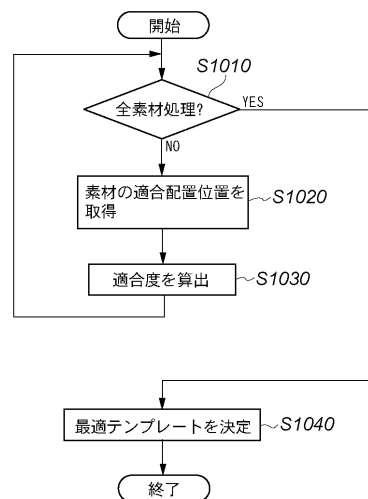 開始
S1010
全素材処理?
YES
NO
素材の適合配置位置を
取得
S1020
適合度を算出
S1030
最適テンプレートを決定
S1040
終了